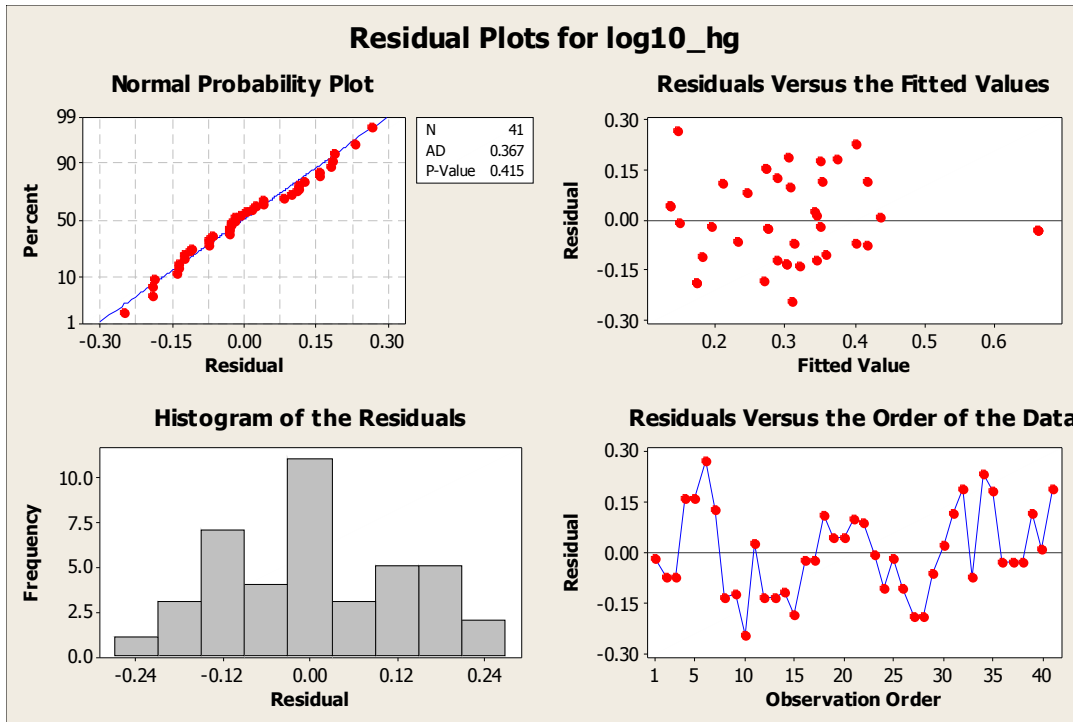 Residual Plots for log10_hg
Normal Probability Plot
99
90
50
10
1
Percent
-0.30 -0.15 0.00 0.15 0.30
Residual
N 41
AD 0.367
P-Value 0.415
Residuals Versus the Fitted Values
0.30
0.15
0.00
-0.15
-0.30
Residual
0.2 0.3 0.4 0.5 0.6
Fitted Value
Histogram of the Residuals
10.0
7.5
5.0
2.5
0.0
Frequency
-0.24 -0.12 0.00 0.12 0.24
Residual
Residuals Versus the Order of the Data
0.30
0.15
0.00
-0.15
-0.30
Residual
1 5 10 15 20 25 30 35 40
Observation Order